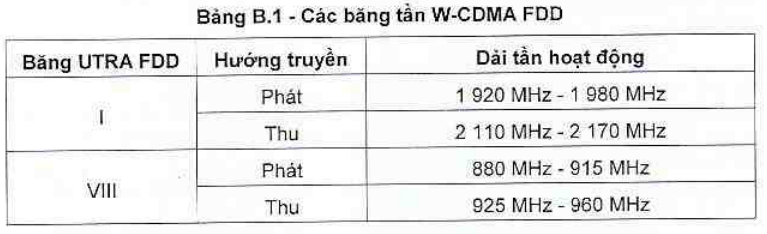 Bảng B.1 - Các băng tần W-CDMA FDD
Băng UTRA FDD Hướng truyền Dải tần hoạt động
I
Phát 1 920 MHz - 1 980 MHz
Thu 2 110 MHz - 2 170 MHz
VIII
Phát 880 MHz - 915 MHz
Thu 925 MHz - 960 MHz